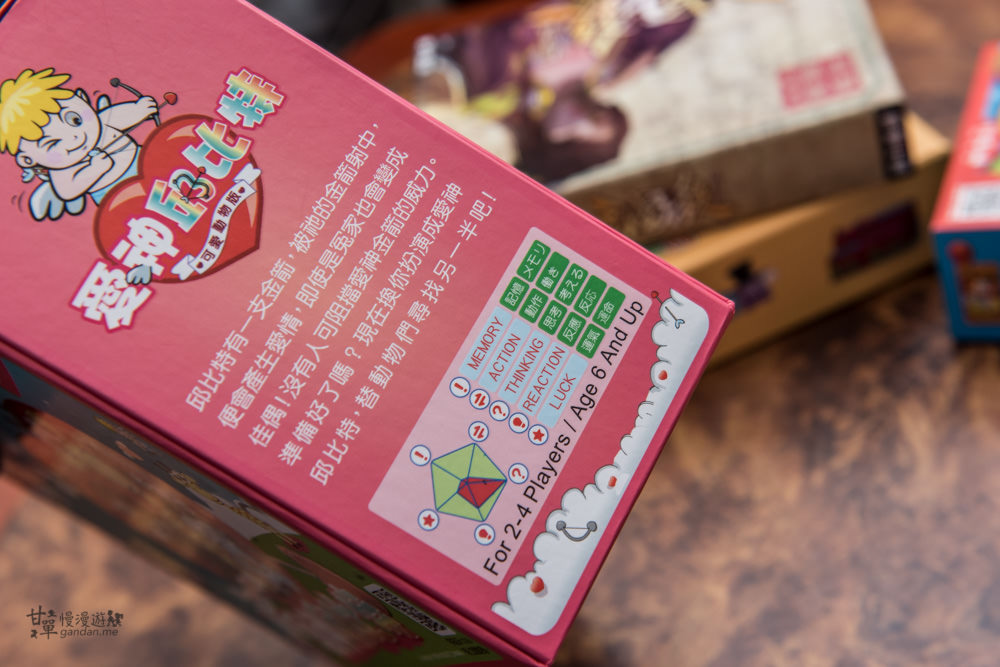 愛神邱比特
可愛動物版
邱比特有一支金箭，被祂的金箭射中，
便會產生愛情，即使是冤家也會變成
佳偶！沒有人可阻擋愛神金箭的威力。
準備好了嗎？現在換你扮演成愛神
邱比特，替動物們尋找另一半吧！
MEMORY 記憶 メモリ
ACTION 動作 動き
THINKING 思考 考える
REACTION 反應 反応
LUCK 運氣 運命
For 2-4 Players / Age 6 And Up
甘單慢漫遊
gandan.me